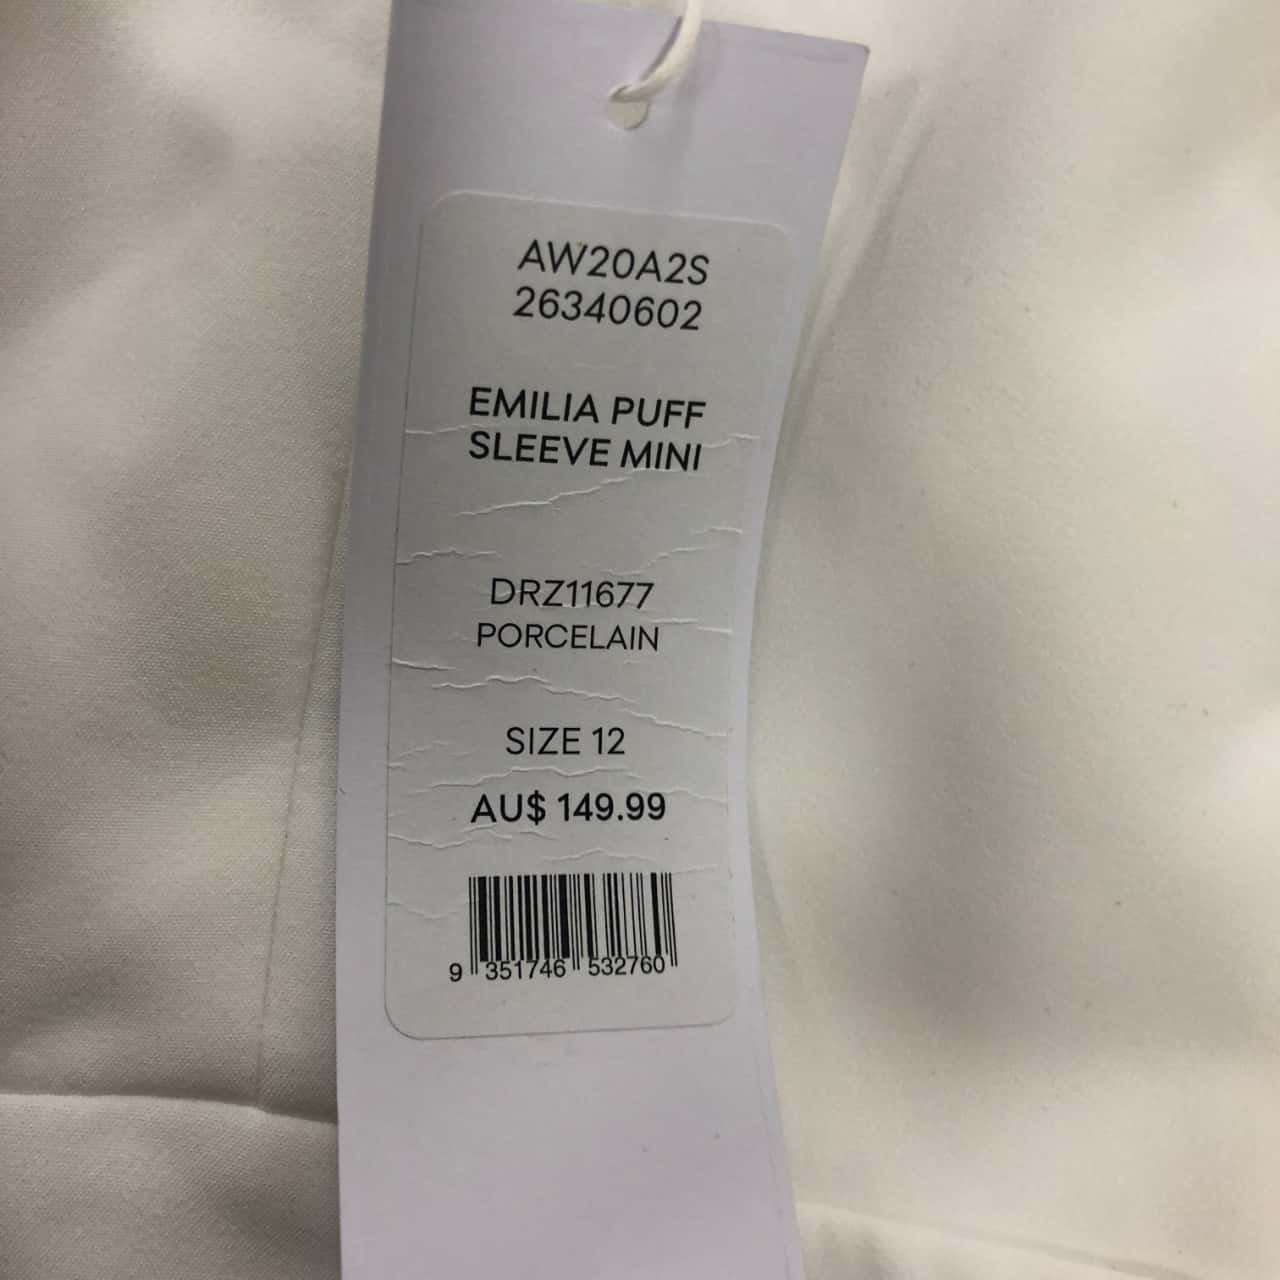 AW20A2S
26340602
EMILIA PUFF
SLEEVE MINI
DRZ11677
PORCELAIN
SIZE 12
AU$ 149.99
9 351746 532760